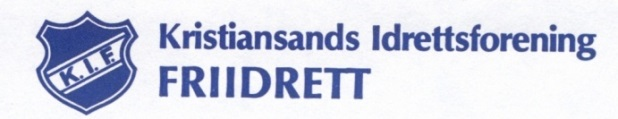 K.I.F.
Kristiansands Idrettsforening
FRIIDRETT